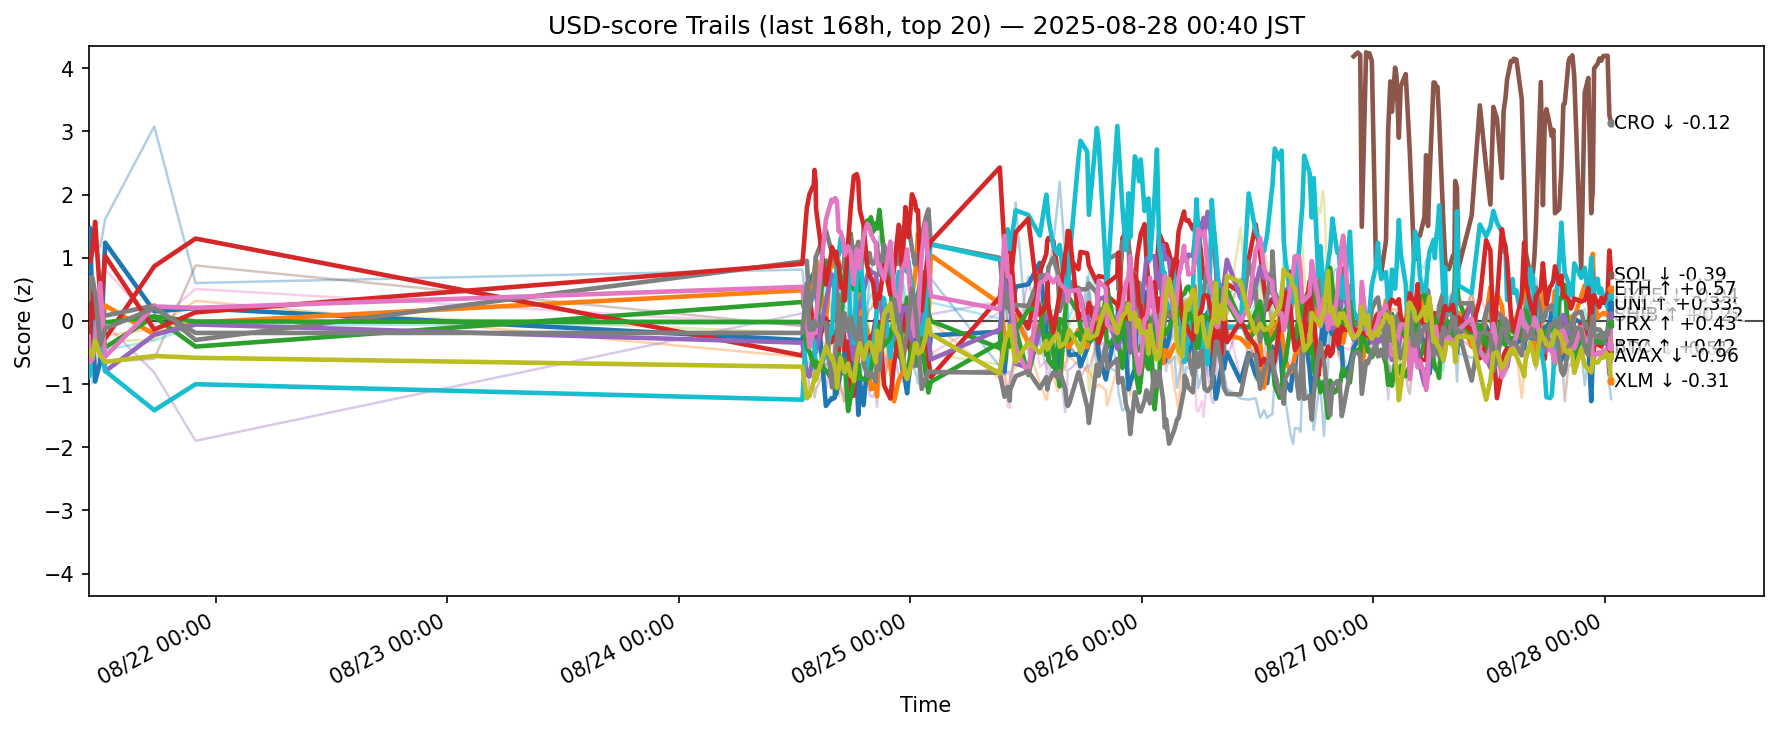 USD-score Trails (last 168h, top 20) — 2025-08-28 00:40 JST
Score (z)
4
3
2
1
0
−1
−2
−3
−4
CRO ↓ -0.12
SOL ↓ -0.39
ETH ↑ +0.57
UNI ↑ +0.33
TRX ↑ +0.43
BTC ↑ +0.42
AVAX ↓ -0.96
XLM ↓ -0.31
08/22 00:00
08/23 00:00
08/24 00:00
08/25 00:00
08/26 00:00
08/27 00:00
08/28 00:00
Time